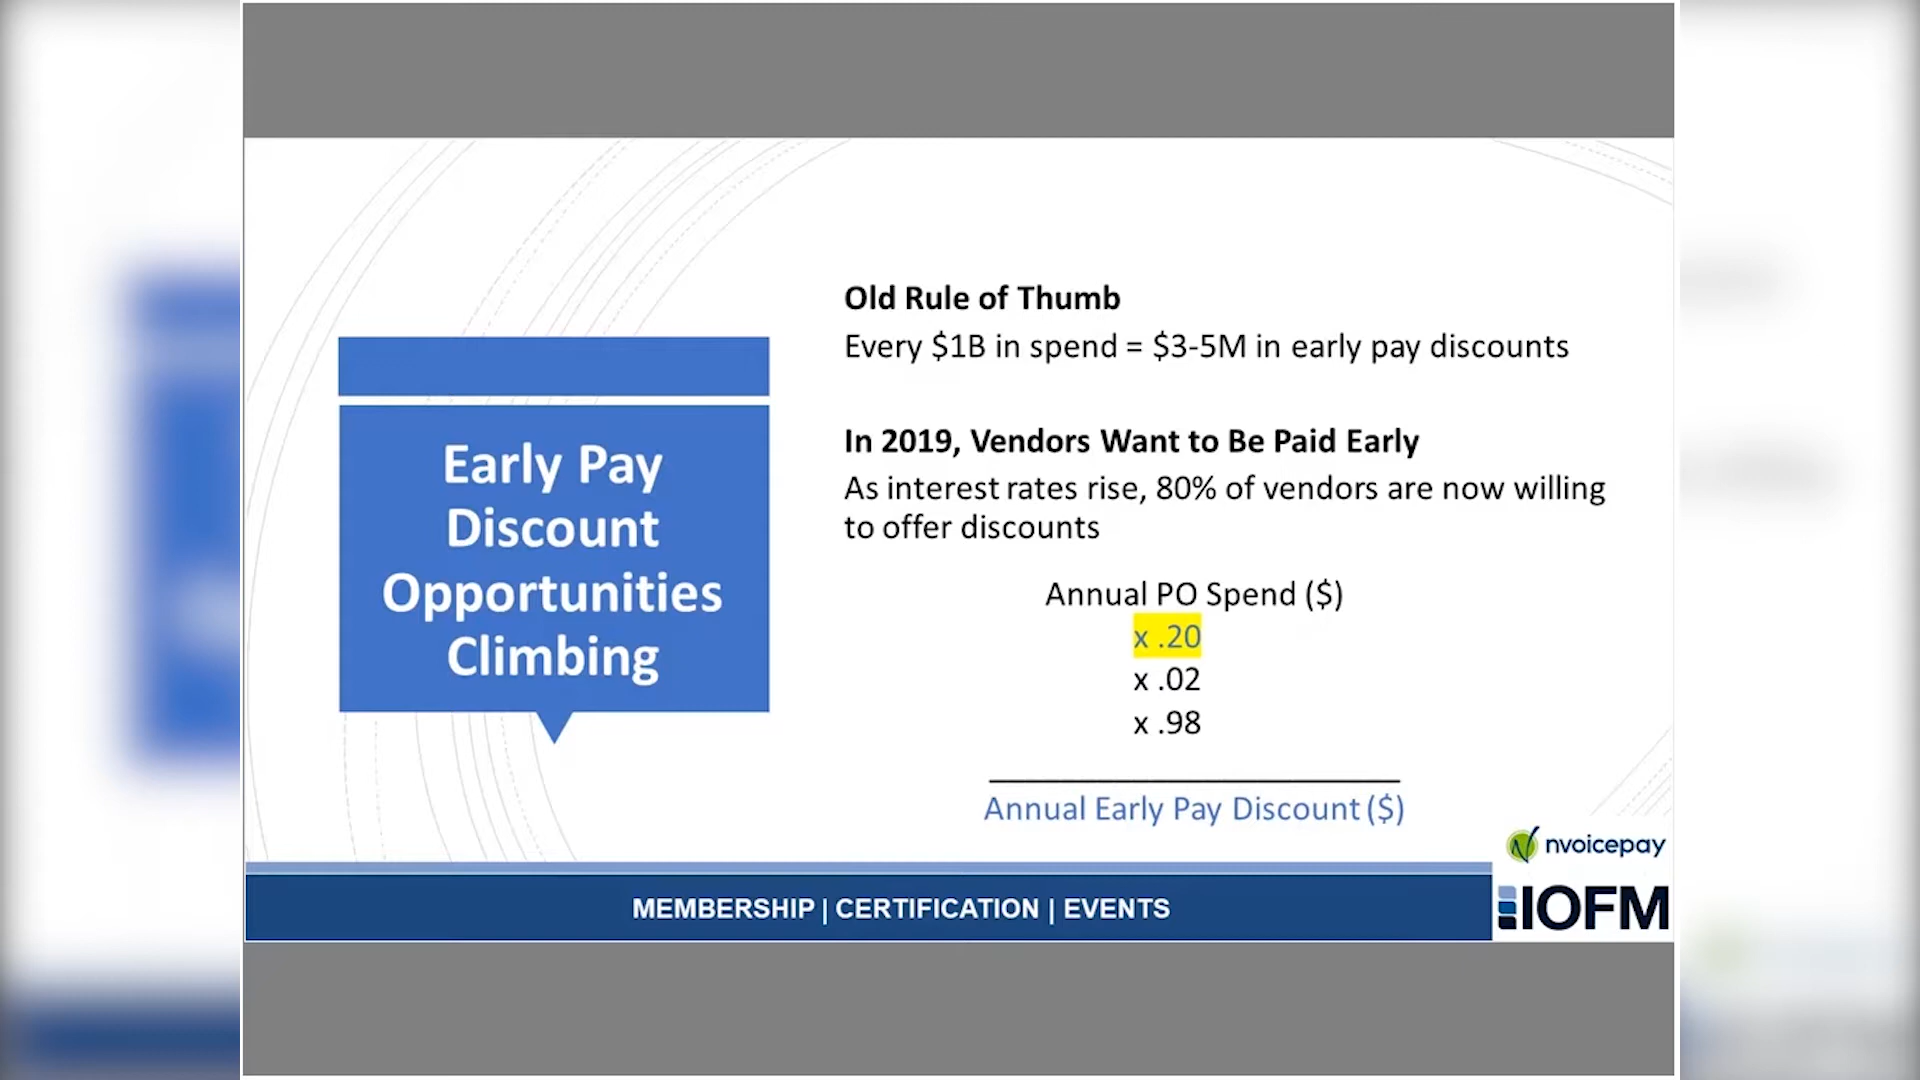 Early Pay
Discount
Opportunities
Climbing
Old Rule of Thumb
Every $1B in spend = $3-5M in early pay discounts
In 2019, Vendors Want to Be Paid Early
As interest rates rise, 80% of vendors are now willing
to offer discounts
Annual PO Spend ($)
x .20
x .02
x .98
Annual Early Pay Discount ($)
nvoicepay
MEMBERSHIP | CERTIFICATION | EVENTS
IOFM